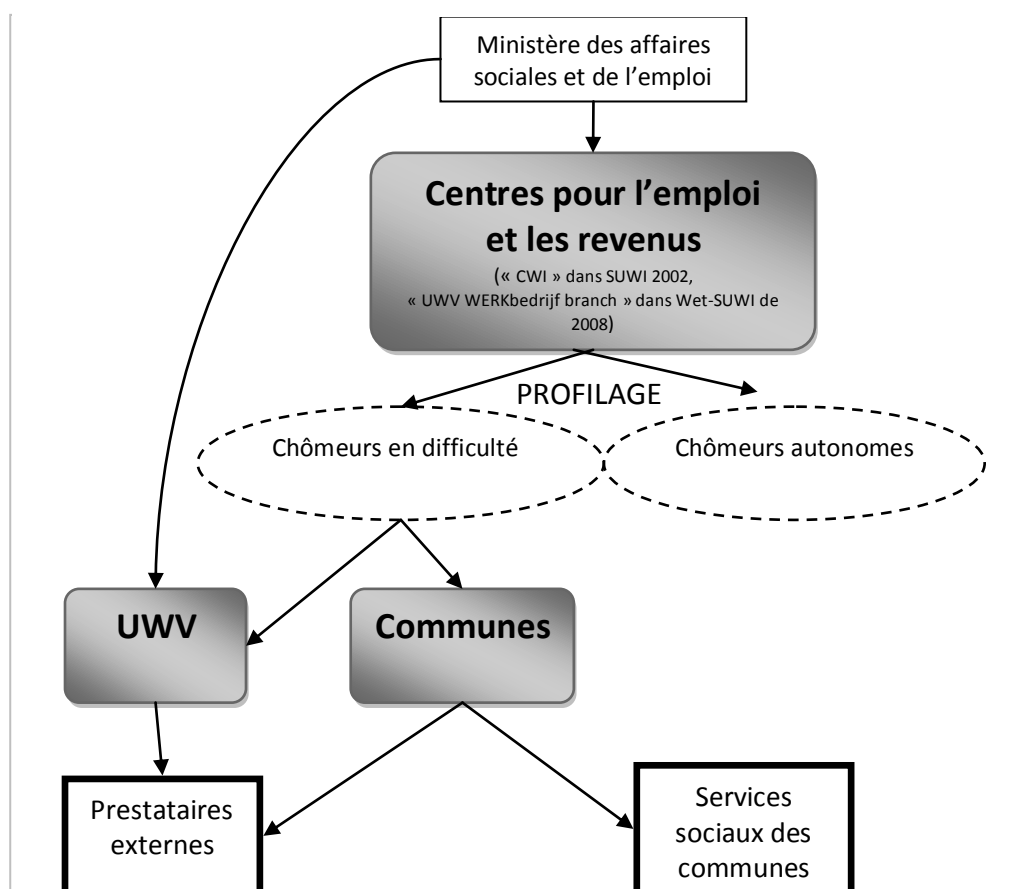 Ministère des affaires
sociales et de l’emploi
Centres pour l’emploi
et les revenus
(« CWI » dans SUWI 2002,
« UWV WERKbedrijf branch » dans Wet-SUWI de
2008)
PROFILAGE
Chômeurs en difficulté
Chômeurs autonomes
UWV
Communes
Prestataires
externes
Services
sociaux des
communes